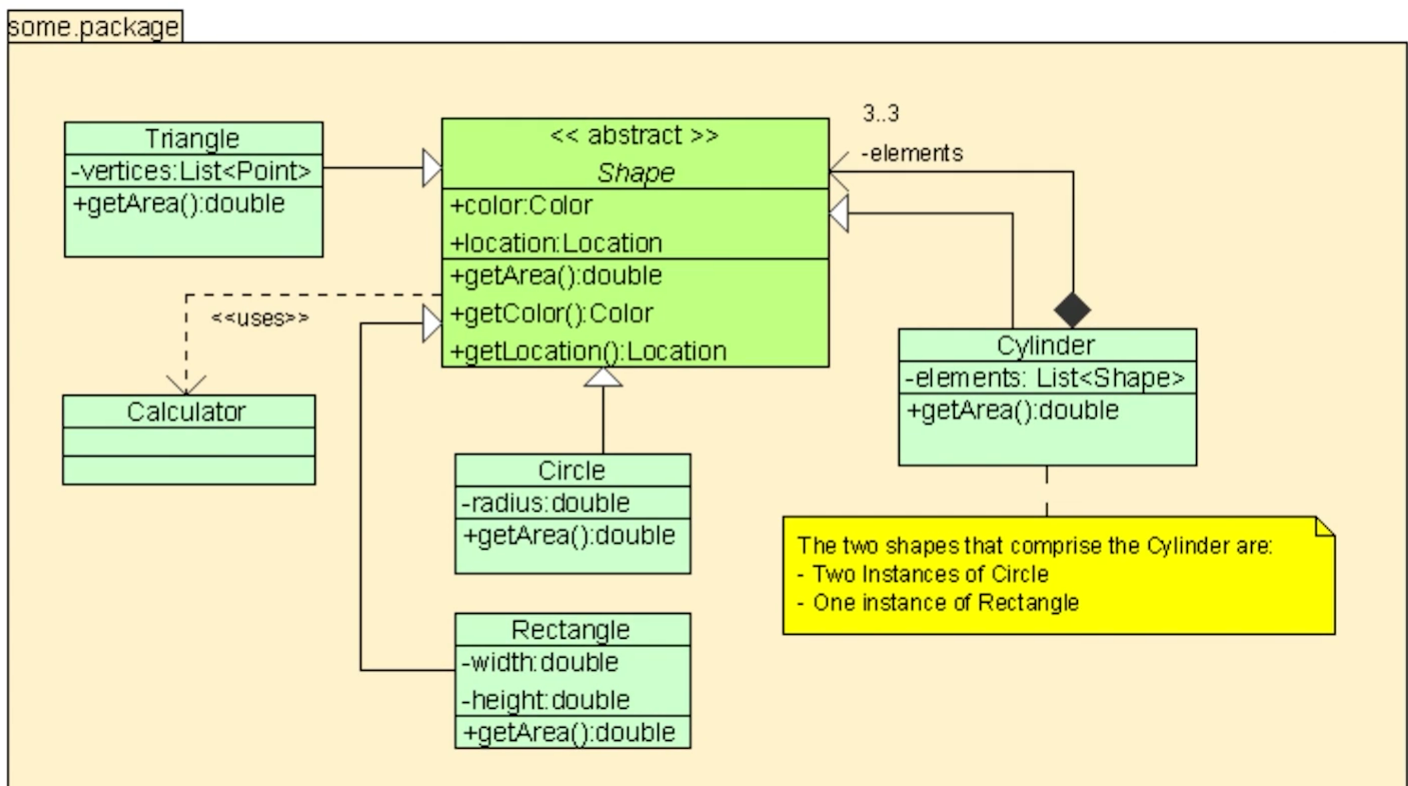 some.package
Triangle
-vertices:List<Point>
+getArea():double
<< abstract >>
Shape
+color:Color
+location:Location
+getArea():double
+getColor():Color
+getLocation():Location
3..3
-elements
<<uses>>
Calculator
Cylinder
-elements: List<Shape>
+getArea():double
Circle
-radius:double
+getArea():double
The two shapes that comprise the Cylinder are:
- Two Instances of Circle
- One instance of Rectangle
Rectangle
-width:double
-height:double
+getArea():double